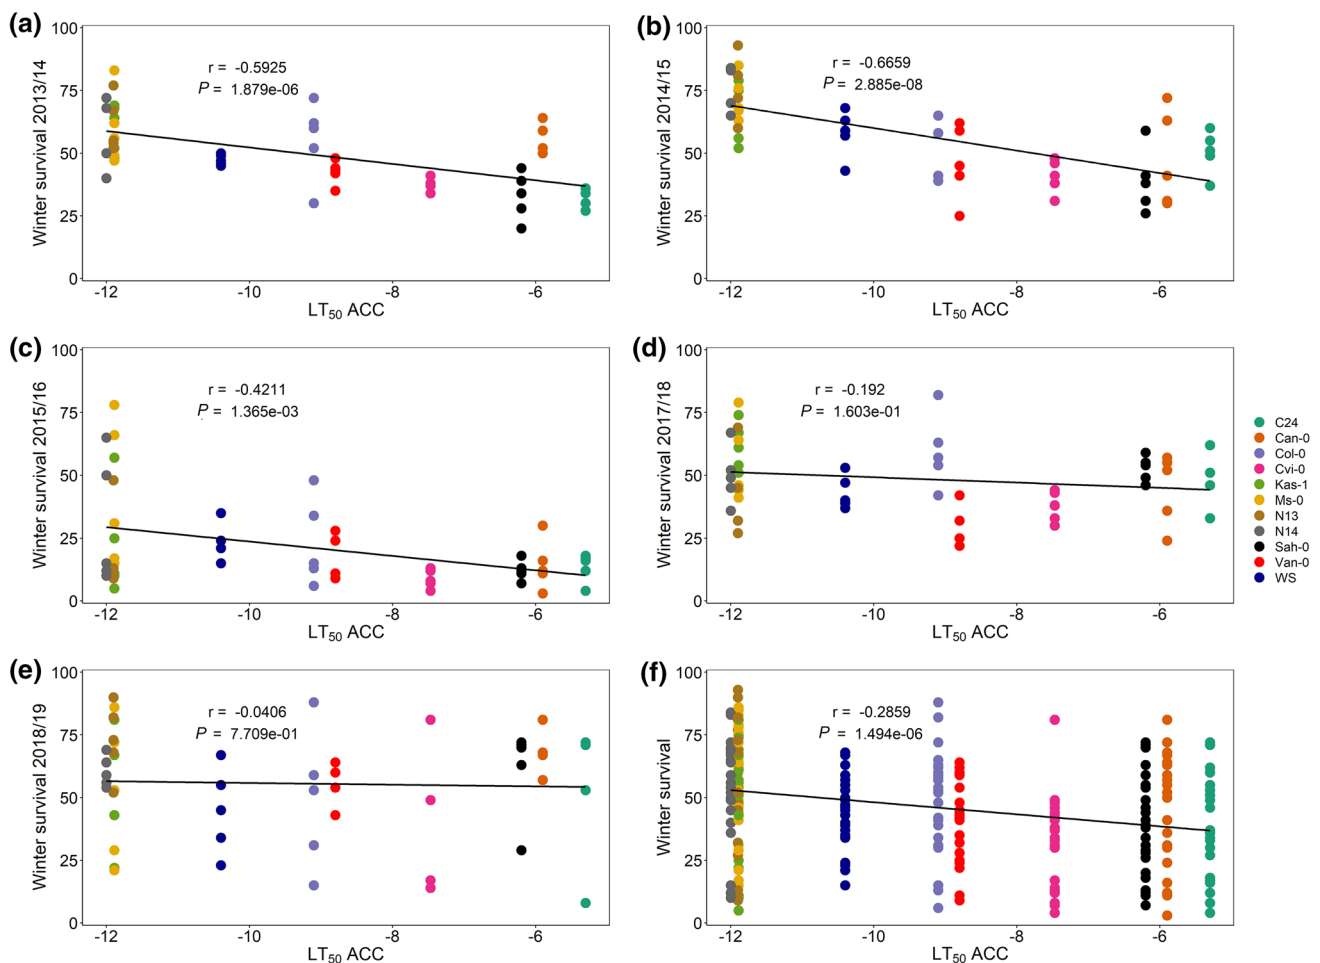 (a)
Winter survival 2013/14
100
75
50
25
0
r = -0.5925
P = 1.879e-06
-12 -10 -8 -6
LT50 ACC
(b)
Winter survival 2014/15
100
75
50
25
0
r = -0.6659
P = 2.885e-08
-12 -10 -8 -6
LT50 ACC
(c)
Winter survival 2015/16
100
75
50
25
0
r = -0.4211
P = 1.365e-03
-12 -10 -8 -6
LT50 ACC
(d)
Winter survival 2017/18
100
75
50
25
0
r = -0.192
P = 1.603e-01
-12 -10 -8 -6
LT50 ACC
C24
Can-0
Col-0
Cvi-0
Kas-1
Ms-0
N13
N14
Sah-0
Van-0
WS
(e)
Winter survival 2018/19
100
75
50
25
0
r = -0.0406
P = 7.709e-01
-12 -10 -8 -6
LT50 ACC
(f)
Winter survival
100
75
50
25
0
r = -0.2859
P = 1.494e-06
-12 -10 -8 -6
LT50 ACC